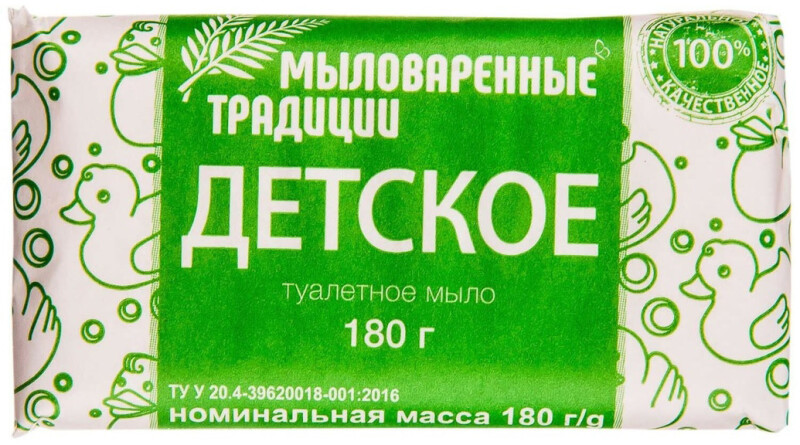 МЫЛОВАРЕННЫЕ
ТРАДИЦИИ
НАТУРАЛЬНОЕ
100%
КАЧЕСТВЕННОЕ
ДЕТСКОЕ
туалетное мыло
180 г
ТУ У 20.4-39620018-001:2016
номинальная масса 180 г/g